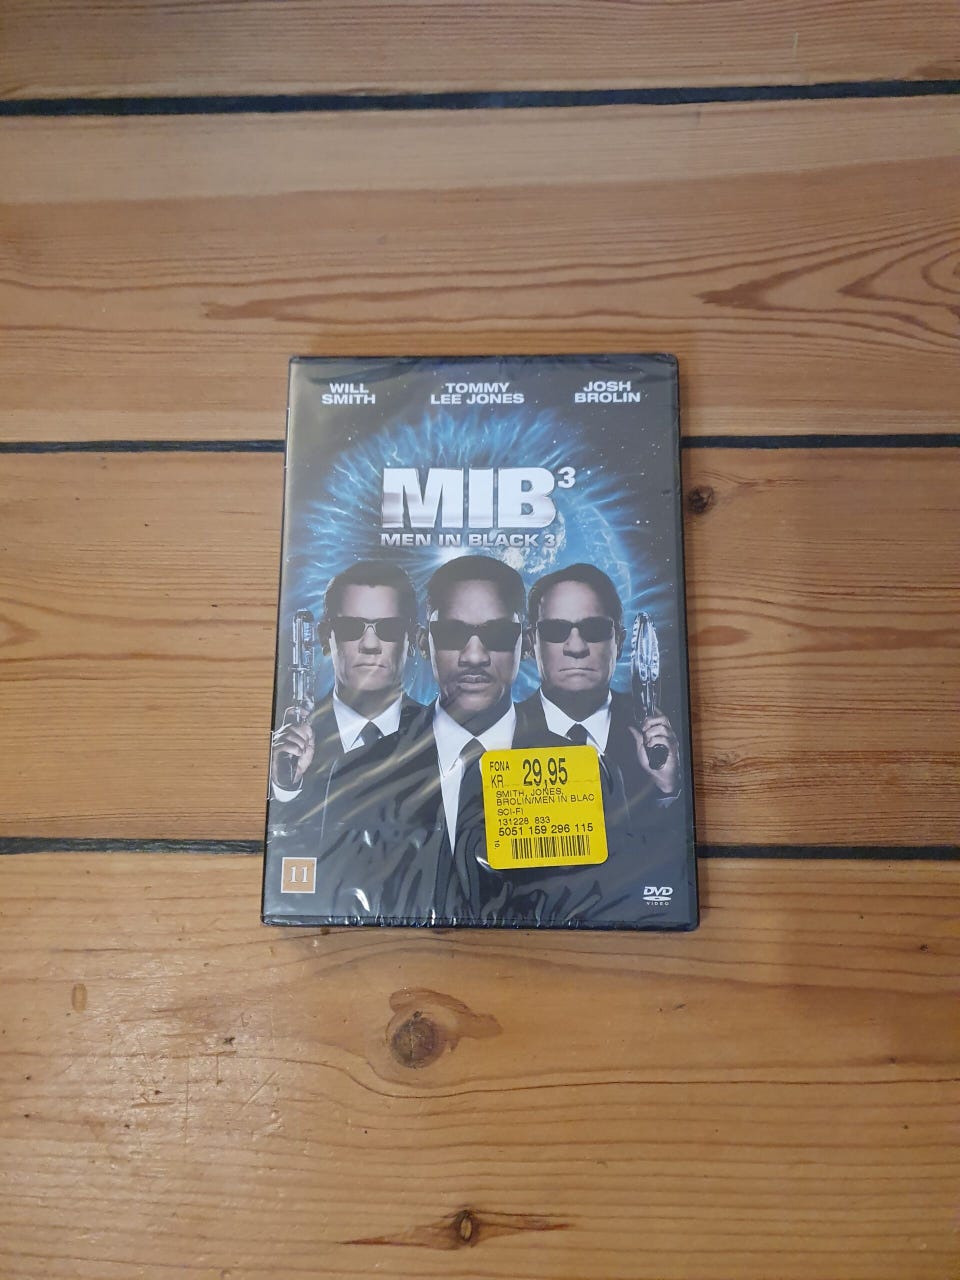 WILL
SMITH
TOMMY
LEE JONES
JOSH
BROLIN
MIB³
MEN IN BLACK 3
FONA
KR 29,95
SMITH, JONES,
BROLIN/MEN IN BLAC
SCI-FI
131228 833
5051 159 296 115
11
DVD
VIDEO